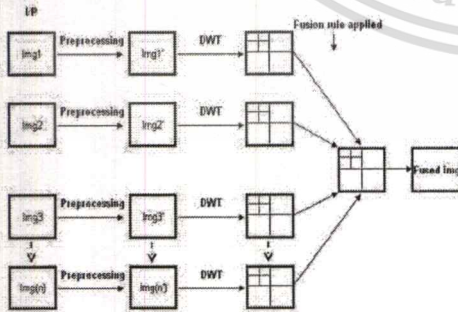 I/P
Fusion rule applied
Img1 Preprocessing Img1' DWT
Img2 Preprocessing Img2' DWT
Fused Img
Img3 Preprocessing Img3' DWT
Img(n) Preprocessing Img(n') DWT